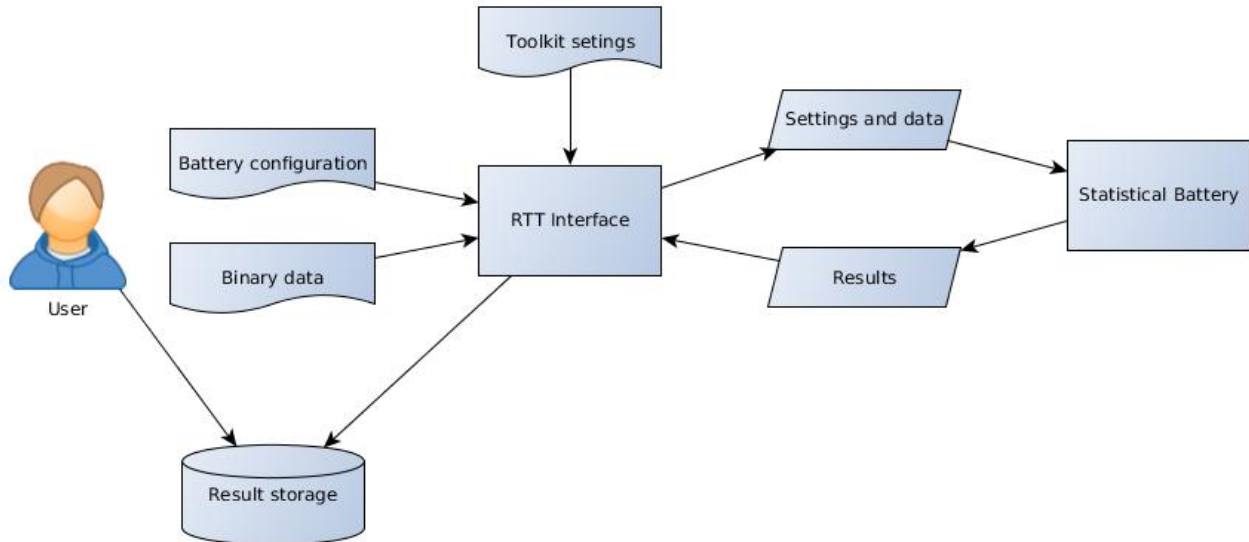 Toolkit setings
Battery configuration
Settings and data
RTT Interface
Statistical Battery
Binary data
Results
User
Result storage